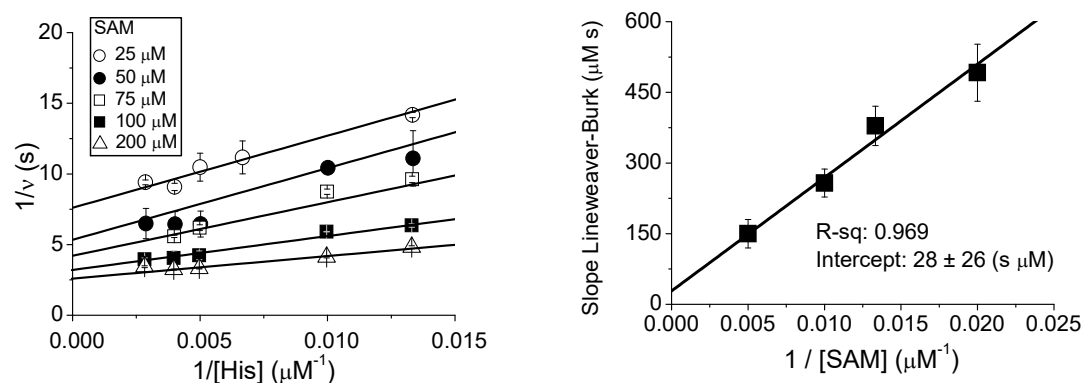 SAM
25 μM
50 μM
75 μM
100 μM
200 μM
20
15
10
5
0
1/ν (s)
0.000 0.005 0.010 0.015
1/[His] (μM⁻¹)
600
450
300
150
0
Slope Lineweaver-Burk (μM s)
R-sq: 0.969
Intercept: 28 ± 26 (s μM)
0.000 0.005 0.010 0.015 0.020
1 / [SAM] (μM⁻¹)